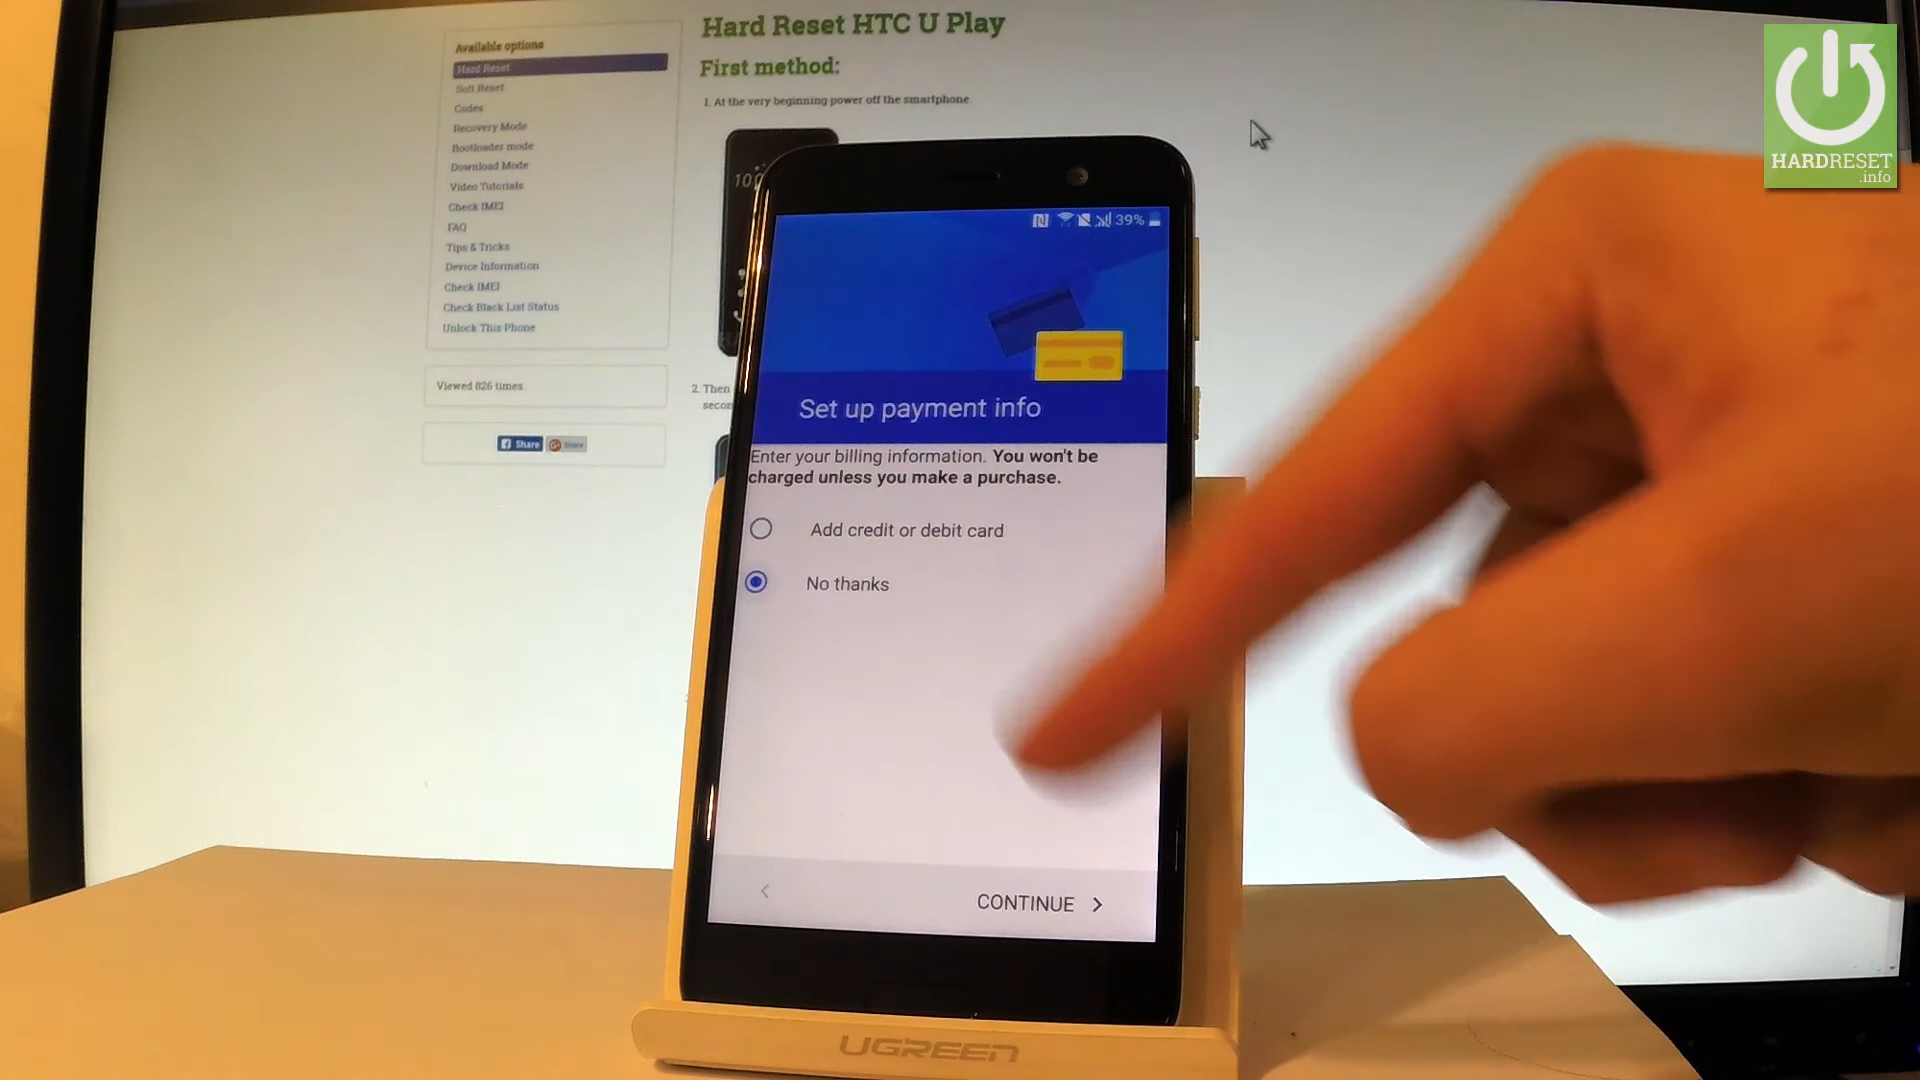 Hard Reset HTC U Play
First method:
1. At the very beginning power off the smartphone.
Available options
Hard Reset
Soft Reset
Codes
Recovery Mode
Bootloader mode
Download Mode
Video Tutorials
Check IMEI
FAQ
Tips & Tricks
Device Information
Check IMEI
Check Black List Status
Unlock This Phone
Viewed 826 times.
Share
Share
2. Then
HARDRESET
.info
39%
Set up payment info
Enter your billing information. You won't be
charged unless you make a purchase.
Add credit or debit card
No thanks
CONTINUE
UGREEN